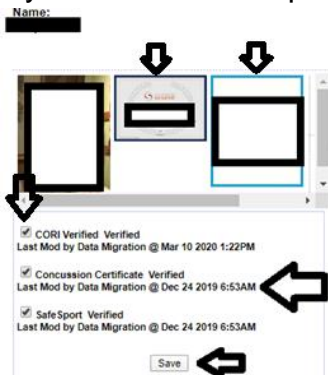 Name:
CORI Verified Verified
Last Mod by Data Migration @ Mar 10 2020 1:22PM
Concussion Certificate Verified
Last Mod by Data Migration @ Dec 24 2019 6:53AM
SafeSport Verified
Last Mod by Data Migration @ Dec 24 2019 6:53AM
Save